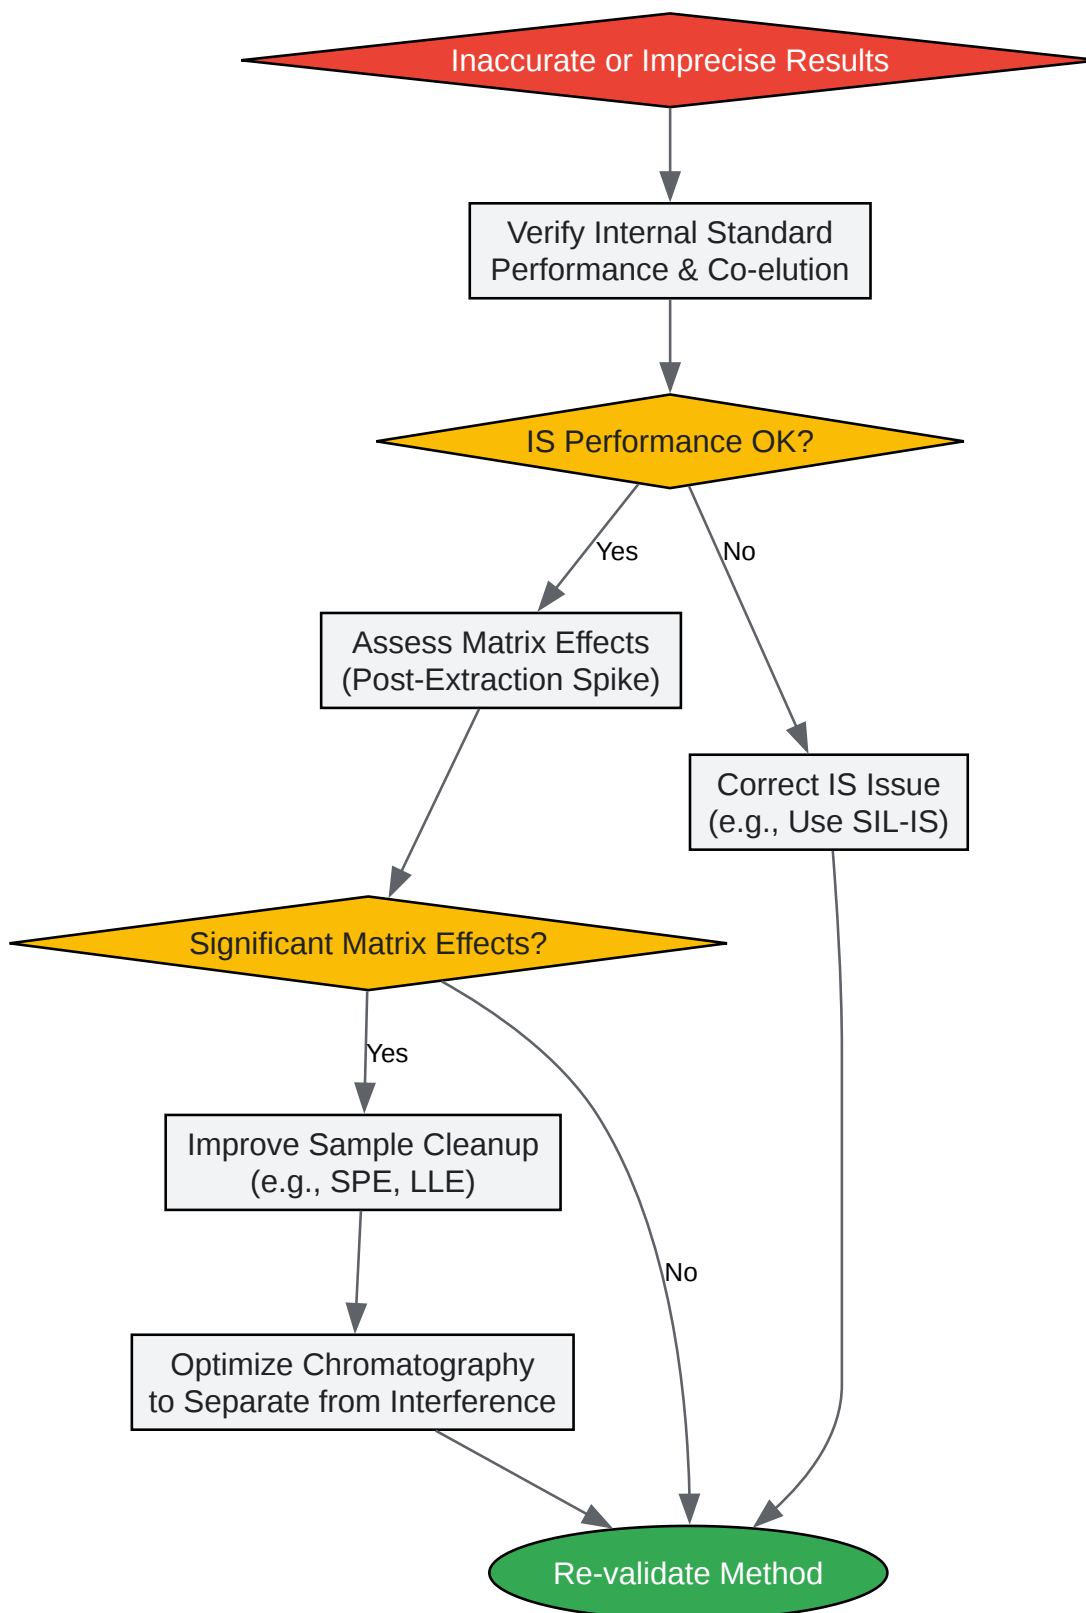 Inaccurate or Imprecise Results
Verify Internal Standard
Performance & Co-elution
IS Performance OK?
Yes
No
Assess Matrix Effects
(Post-Extraction Spike)
Correct IS Issue
(e.g., Use SIL-IS)
Significant Matrix Effects?
Yes
Improve Sample Cleanup
(e.g., SPE, LLE)
No
Optimize Chromatography
to Separate from Interference
Re-validate Method